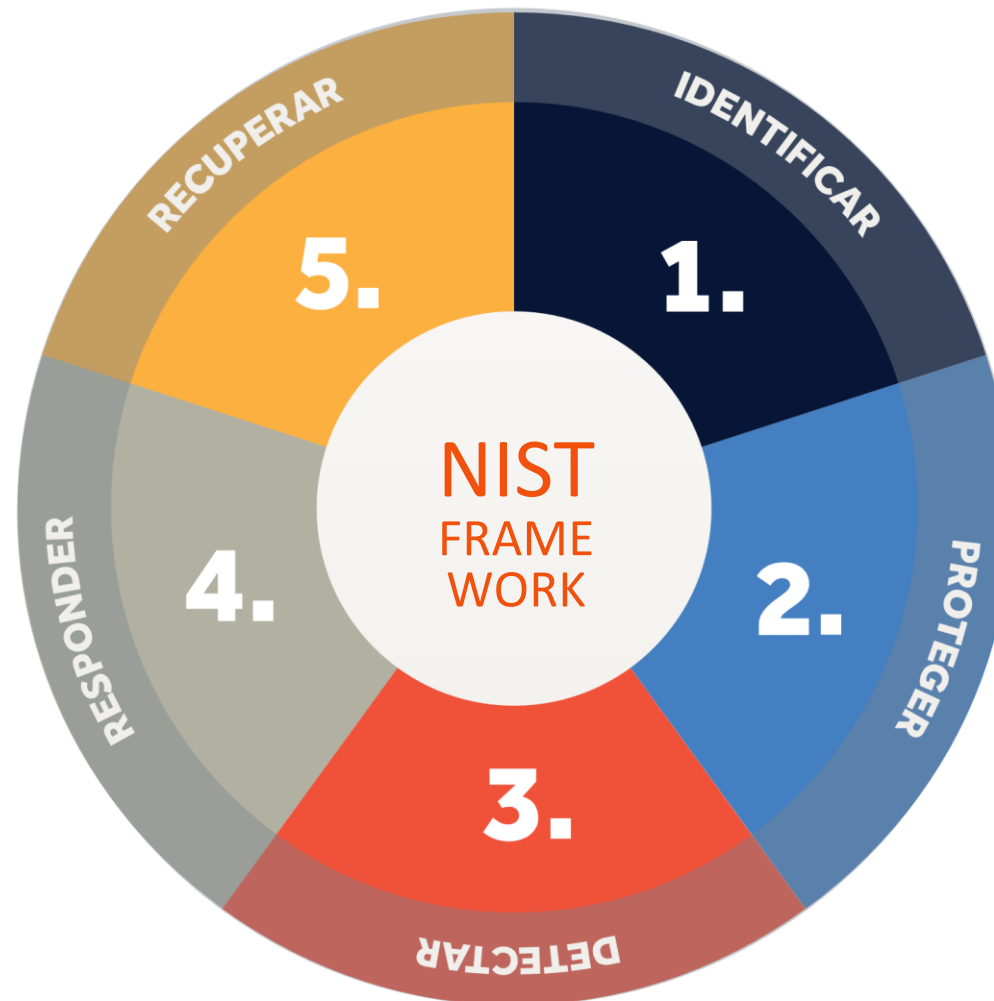 IDENTIFICAR
1.
PROTEGER
2.
DETECTAR
3.
RESPONDER
4.
RECUPERAR
5.
NIST
FRAME
WORK